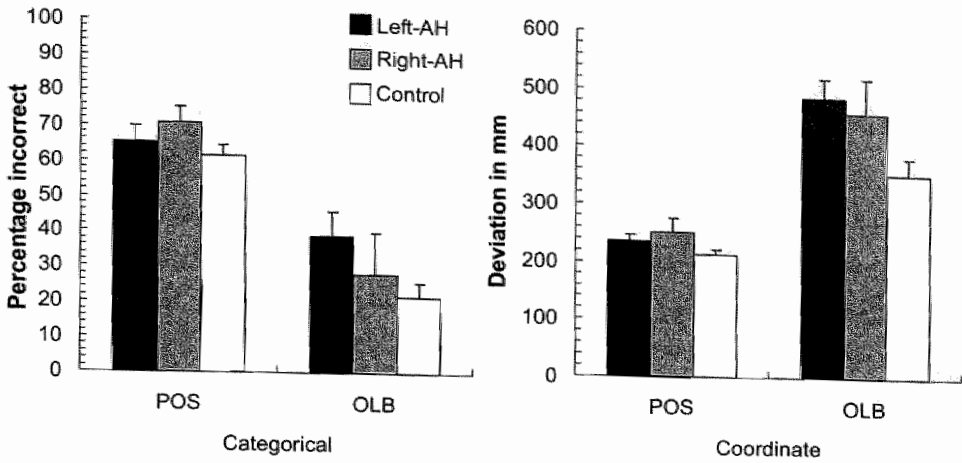 Percentage incorrect
100
90
80
70
60
50
40
30
20
10
0
POS
OLB
Categorical
Left-AH
Right-AH
Control
Deviation in mm
600
500
400
300
200
100
0
POS
OLB
Coordinate